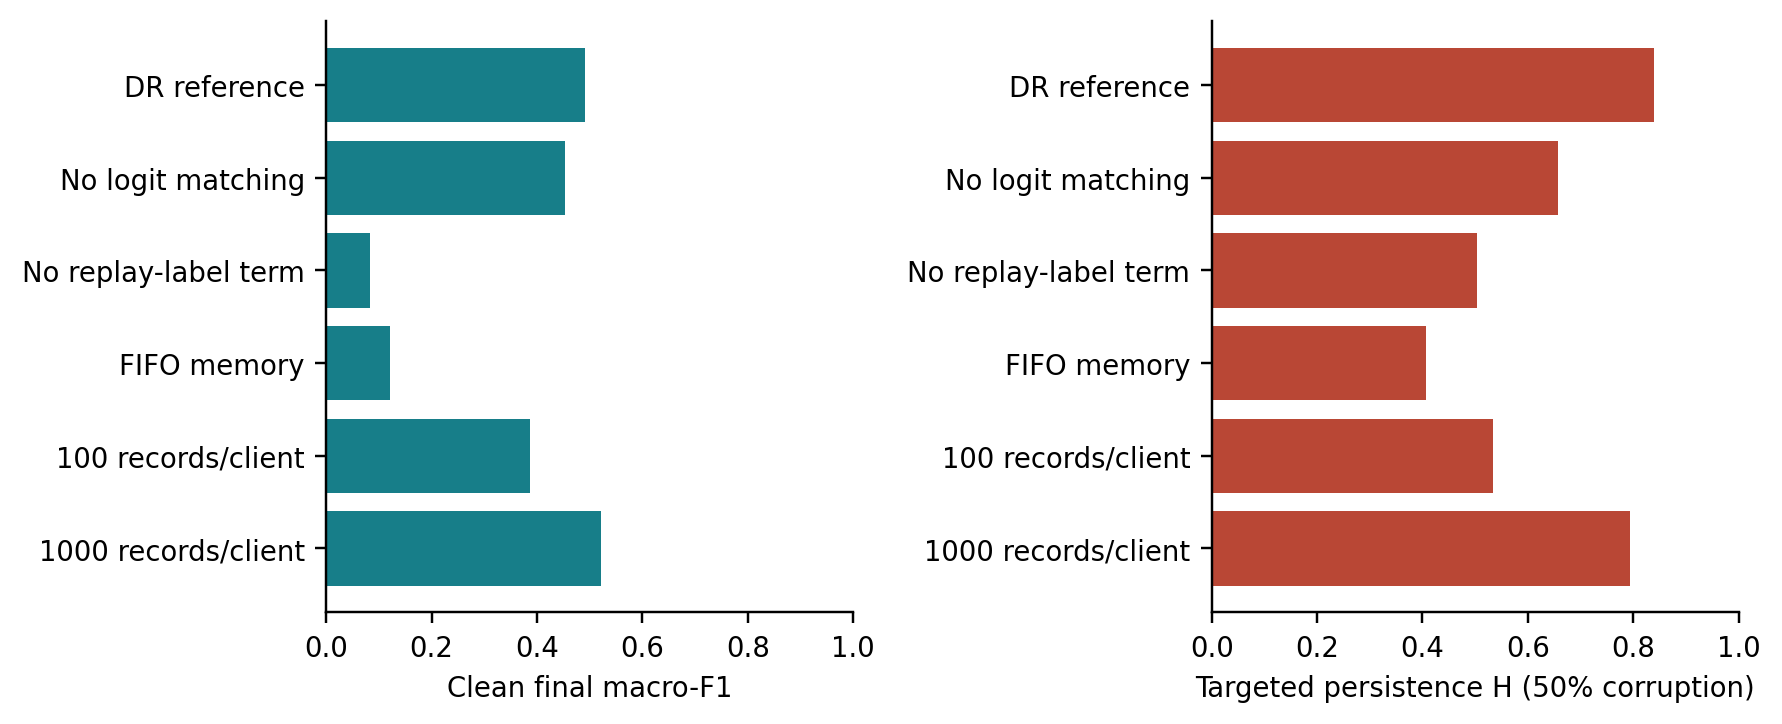 DR reference
No logit matching
No replay-label term
FIFO memory
100 records/client
1000 records/client
0.0 0.2 0.4 0.6 0.8 1.0
Clean final macro-F1
DR reference
No logit matching
No replay-label term
FIFO memory
100 records/client
1000 records/client
0.0 0.2 0.4 0.6 0.8 1.0
Targeted persistence H (50% corruption)